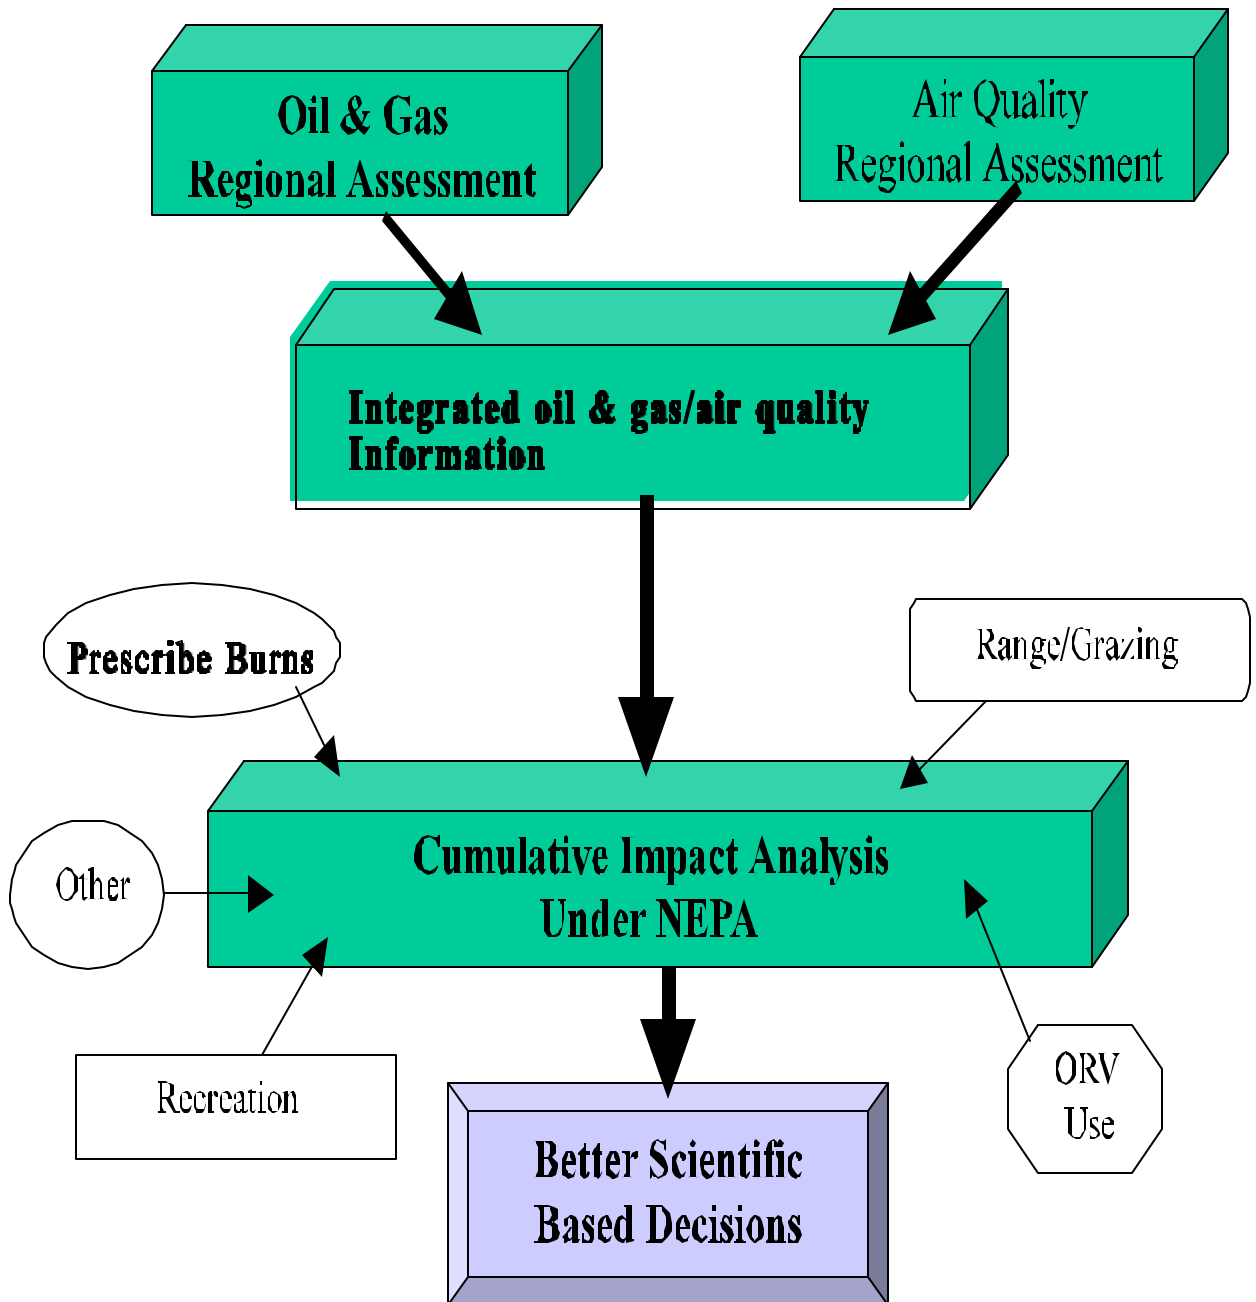 Oil & Gas
Regional Assessment
Air Quality
Regional Assessment
Integrated oil & gas/air quality
Information
Prescribe Burns
Range/Grazing
Cumulative Impact Analysis
Under NEPA
Other
Recreation
ORV
Use
Better Scientific
Based Decisions